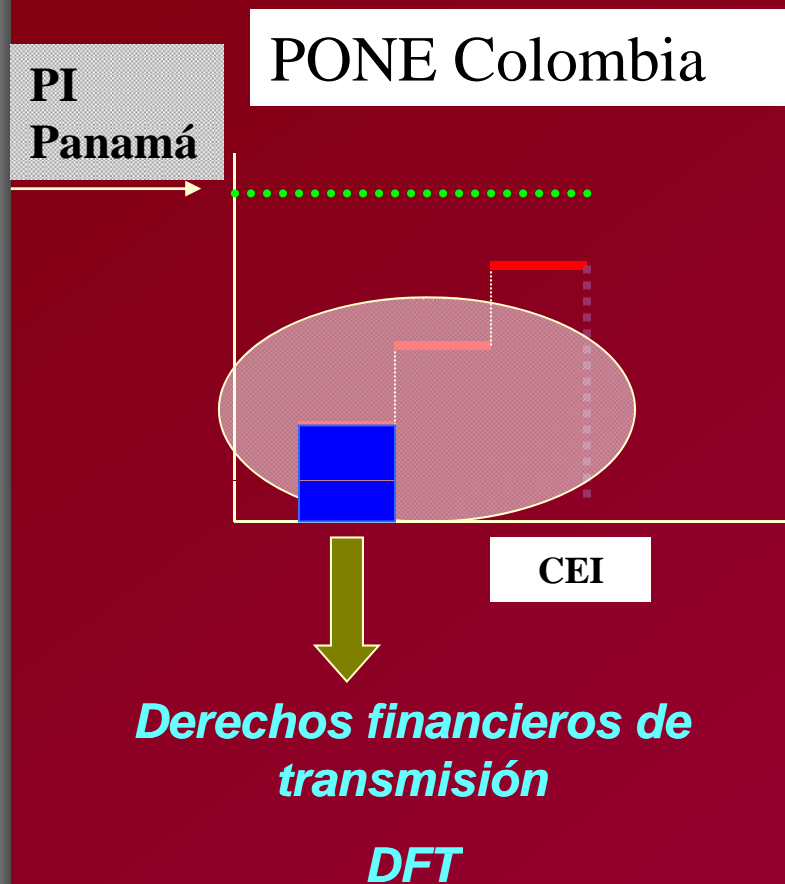 PONE Colombia
PI
Panamá
CEI
Derechos financieros de
transmisión
DFT